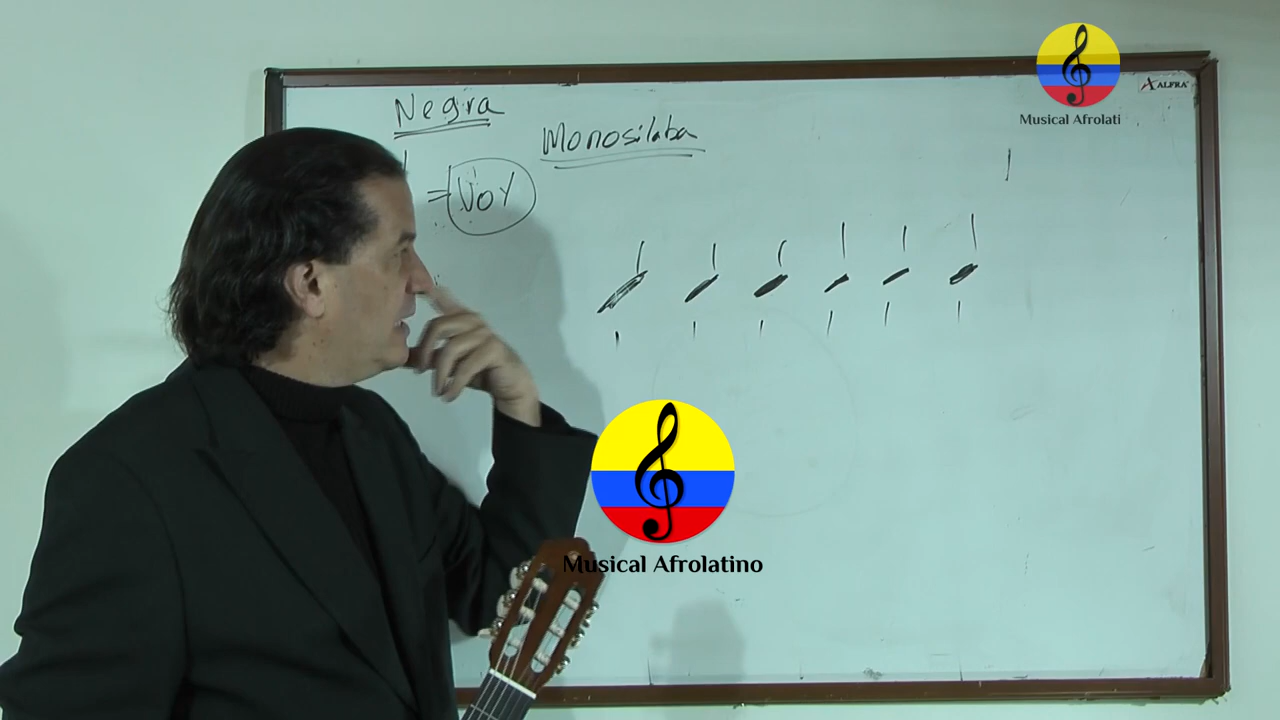 Negra
Monosilaba
= VOY
Musical Afrolati
ALFRA
Musical Afrolatino